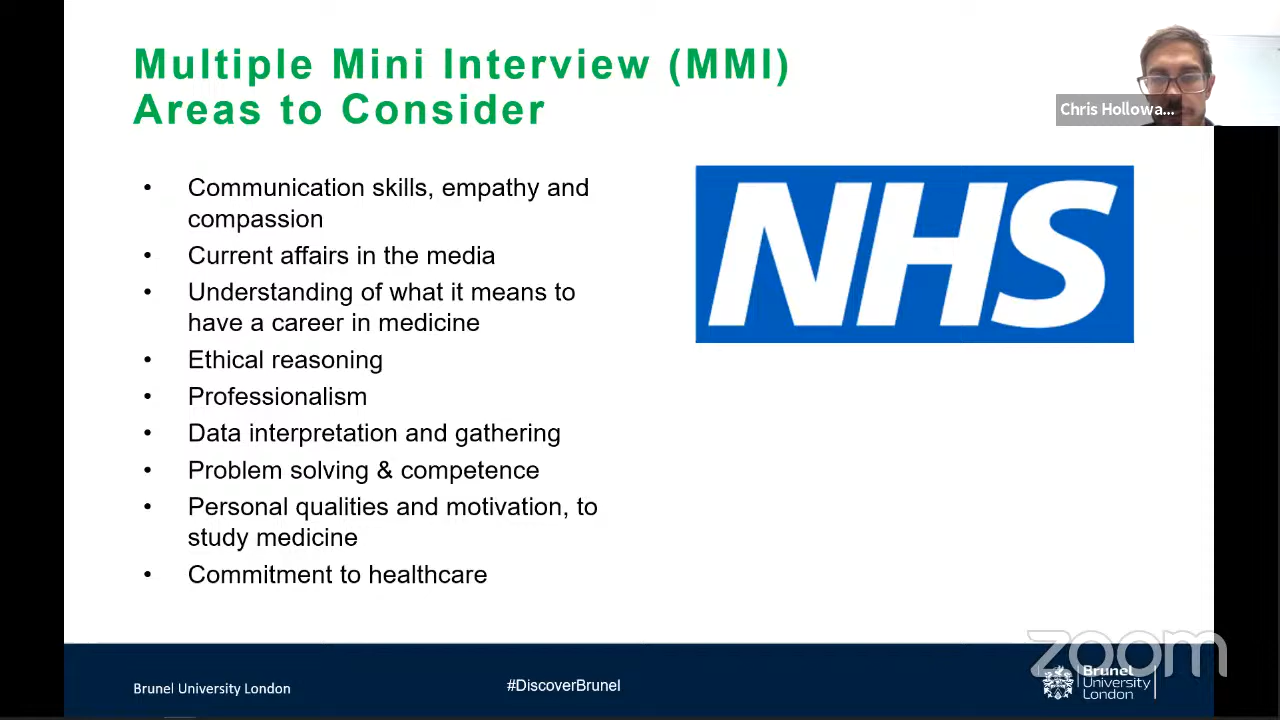 Multiple Mini Interview (MMI)
Areas to Consider
Chris Hollowa...
• Communication skills, empathy and
compassion
• Current affairs in the media
• Understanding of what it means to
have a career in medicine
• Ethical reasoning
• Professionalism
• Data interpretation and gathering
• Problem solving & competence
• Personal qualities and motivation, to
study medicine
• Commitment to healthcare
NHS
Brunel University London
#DiscoverBrunel
zoom
Brunel
University
London